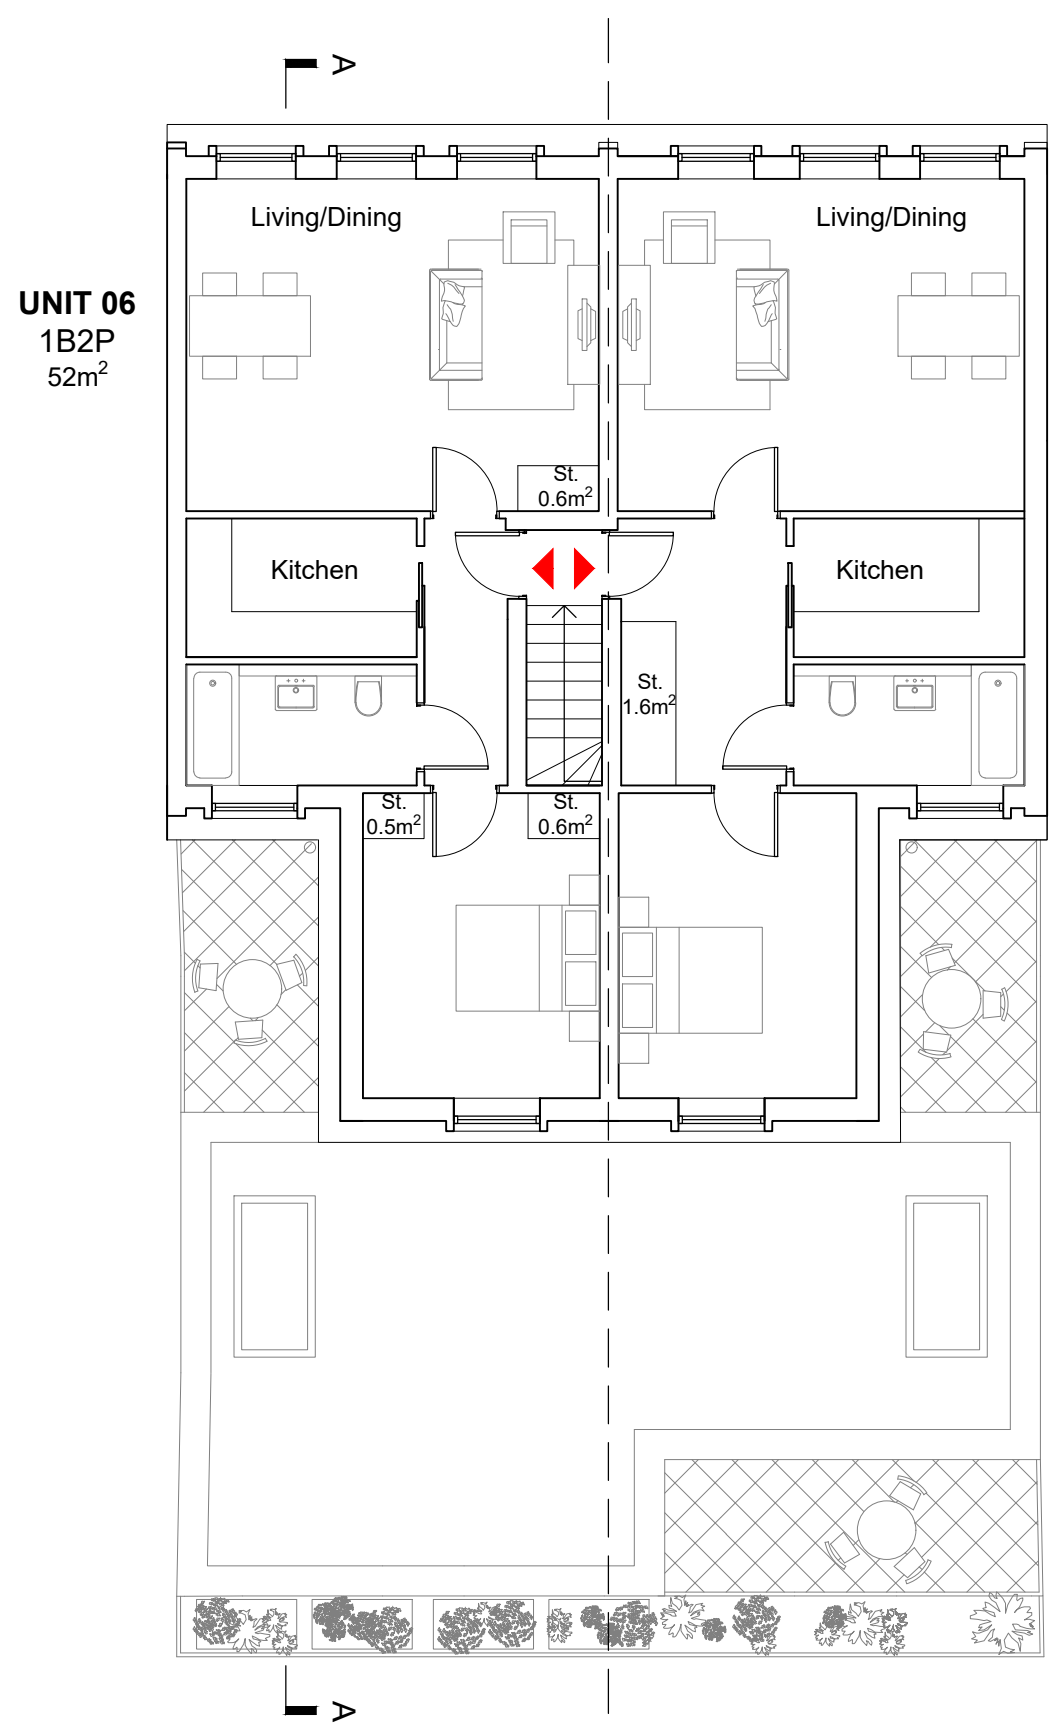 A
Living/Dining
Living/Dining
UNIT 06
1B2P
52m²
St.
0.6m²
Kitchen
Kitchen
St.
1.6m²
St.
0.5m²
St.
0.6m²
A